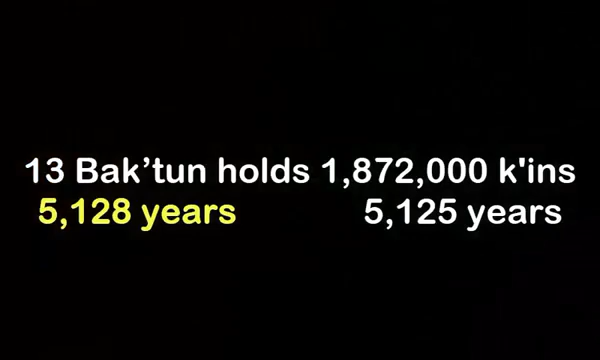 13 Bak’tun holds 1,872,000 k'ins
5,128 years 5,125 years